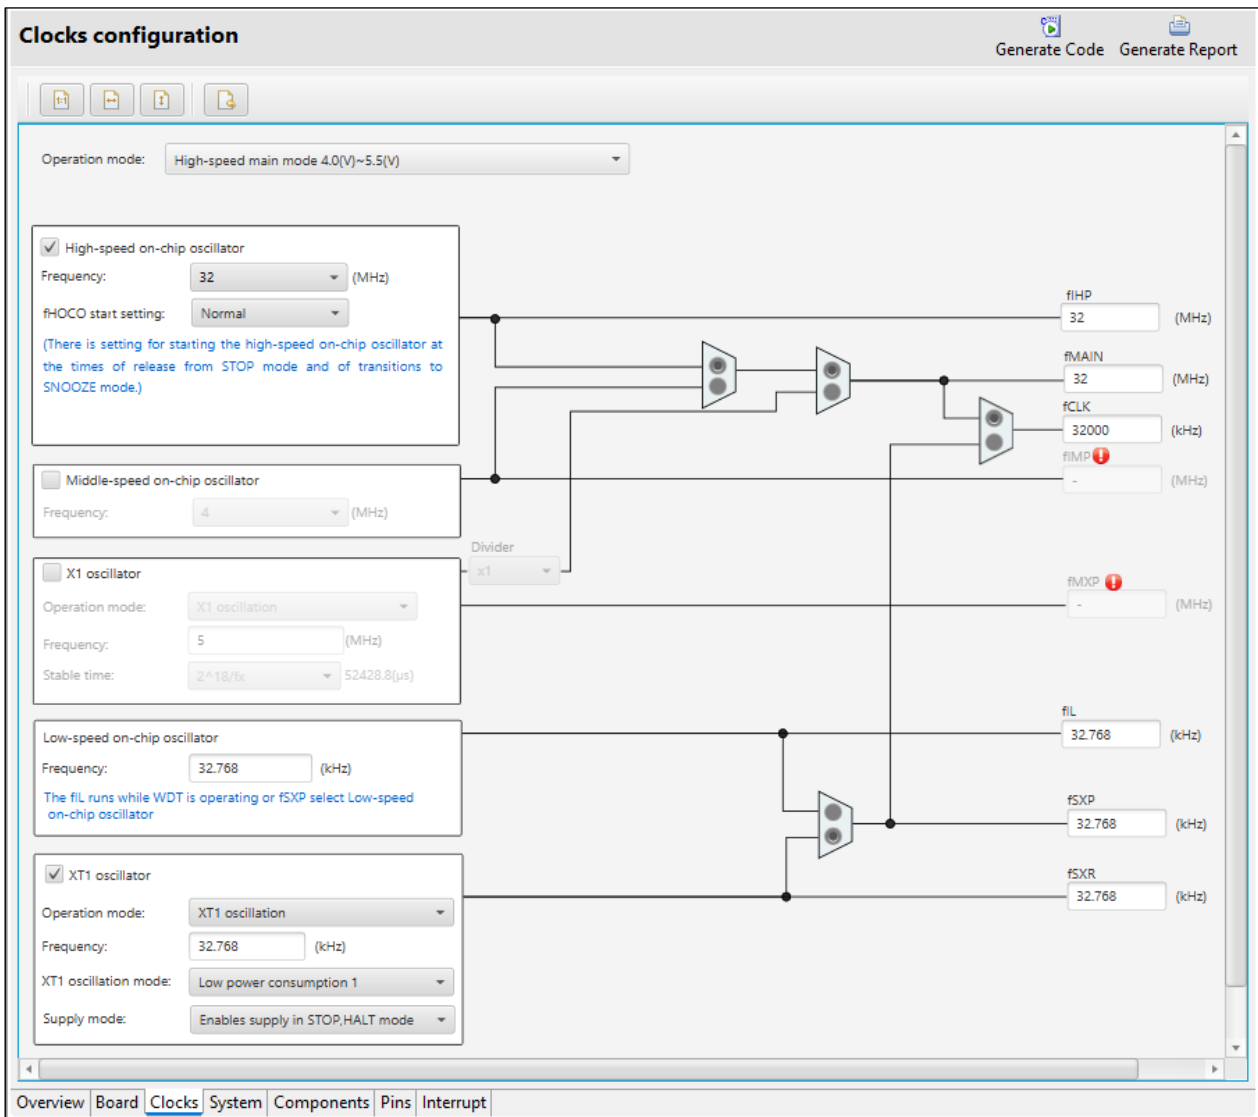 Clocks configuration
Generate Code Generate Report
1:1
Operation mode: High-speed main mode 4.0(V)~5.5(V)
High-speed on-chip oscillator
Frequency: 32 (MHz)
fHOCO start setting: Normal
(There is setting for starting the high-speed on-chip oscillator at
the times of release from STOP mode and of transitions to
SNOOZE mode.)
fIHP
32 (MHz)
fMAIN
32 (MHz)
fCLK
32000 (kHz)
fIMP
- (MHz)
Middle-speed on-chip oscillator
Frequency: 4 (MHz)
Divider
x1
X1 oscillator
Operation mode: X1 oscillation
Frequency: 5 (MHz)
Stable time: 2^18/fx 52428.8(μs)
fMXP
- (MHz)
Low-speed on-chip oscillator
Frequency: 32.768 (kHz)
The fIL runs while WDT is operating or fSXP select Low-speed
on-chip oscillator
fIL
32.768 (kHz)
fSXP
32.768 (kHz)
fSXR
32.768 (kHz)
XT1 oscillator
Operation mode: XT1 oscillation
Frequency: 32.768 (kHz)
XT1 oscillation mode: Low power consumption 1
Supply mode: Enables supply in STOP,HALT mode
Overview Board Clocks System Components Pins Interrupt